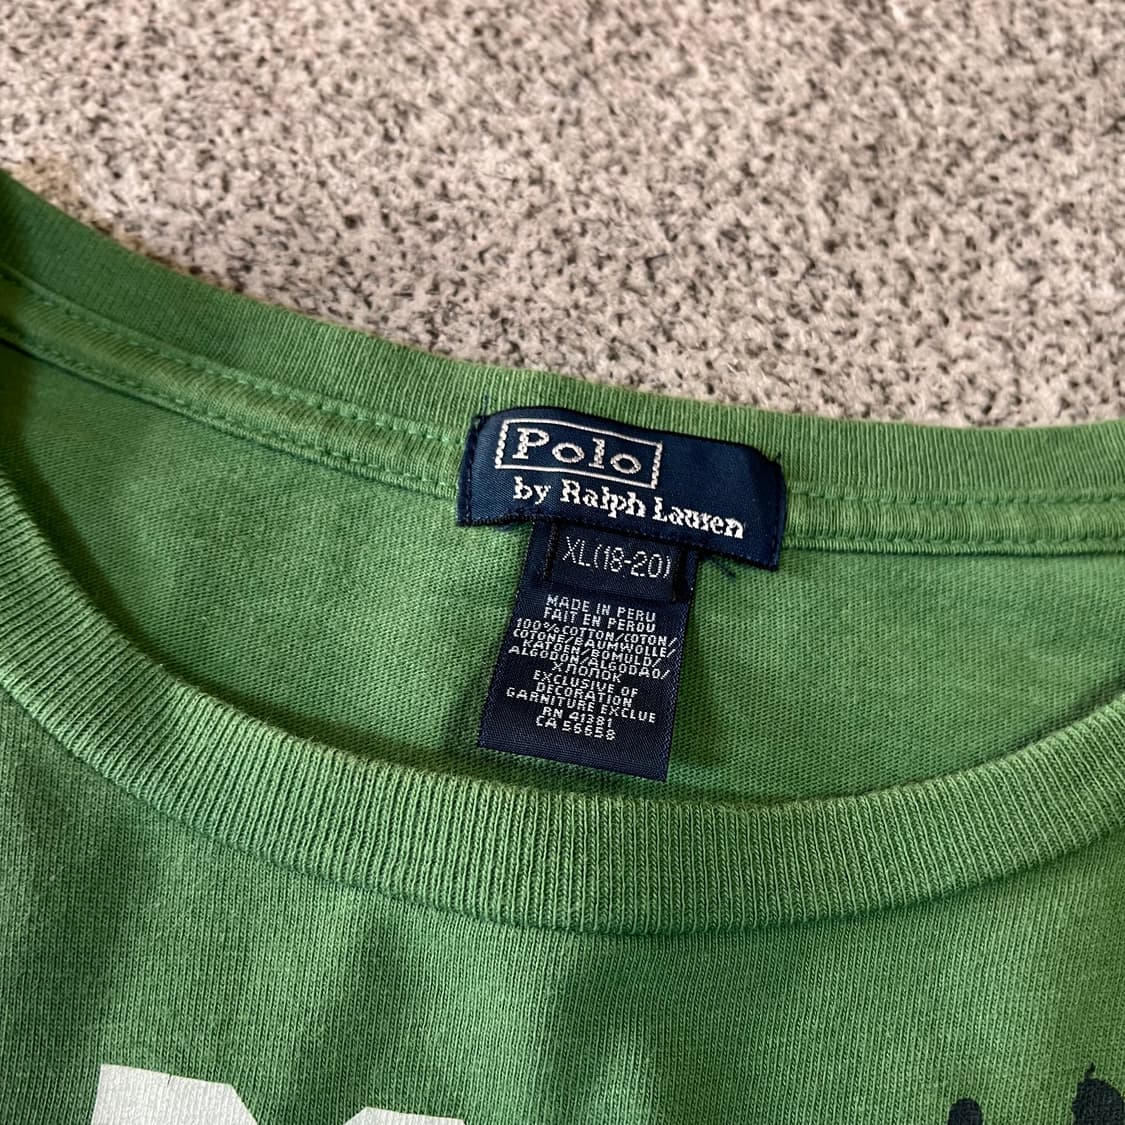 Polo
by Ralph Lauren
XL(18-20)
MADE IN PERU
FAIT EN PEROU
100%COTTON/COTON/
COTONE/BAUMWOLLE/
KATOEN/BOMULD/
ALGODON/ALGODAO/
ХЛОПОК
EXCLUSIVE OF
DECORATION
GARNITURE EXCLUE
RN 41381
CA 56658